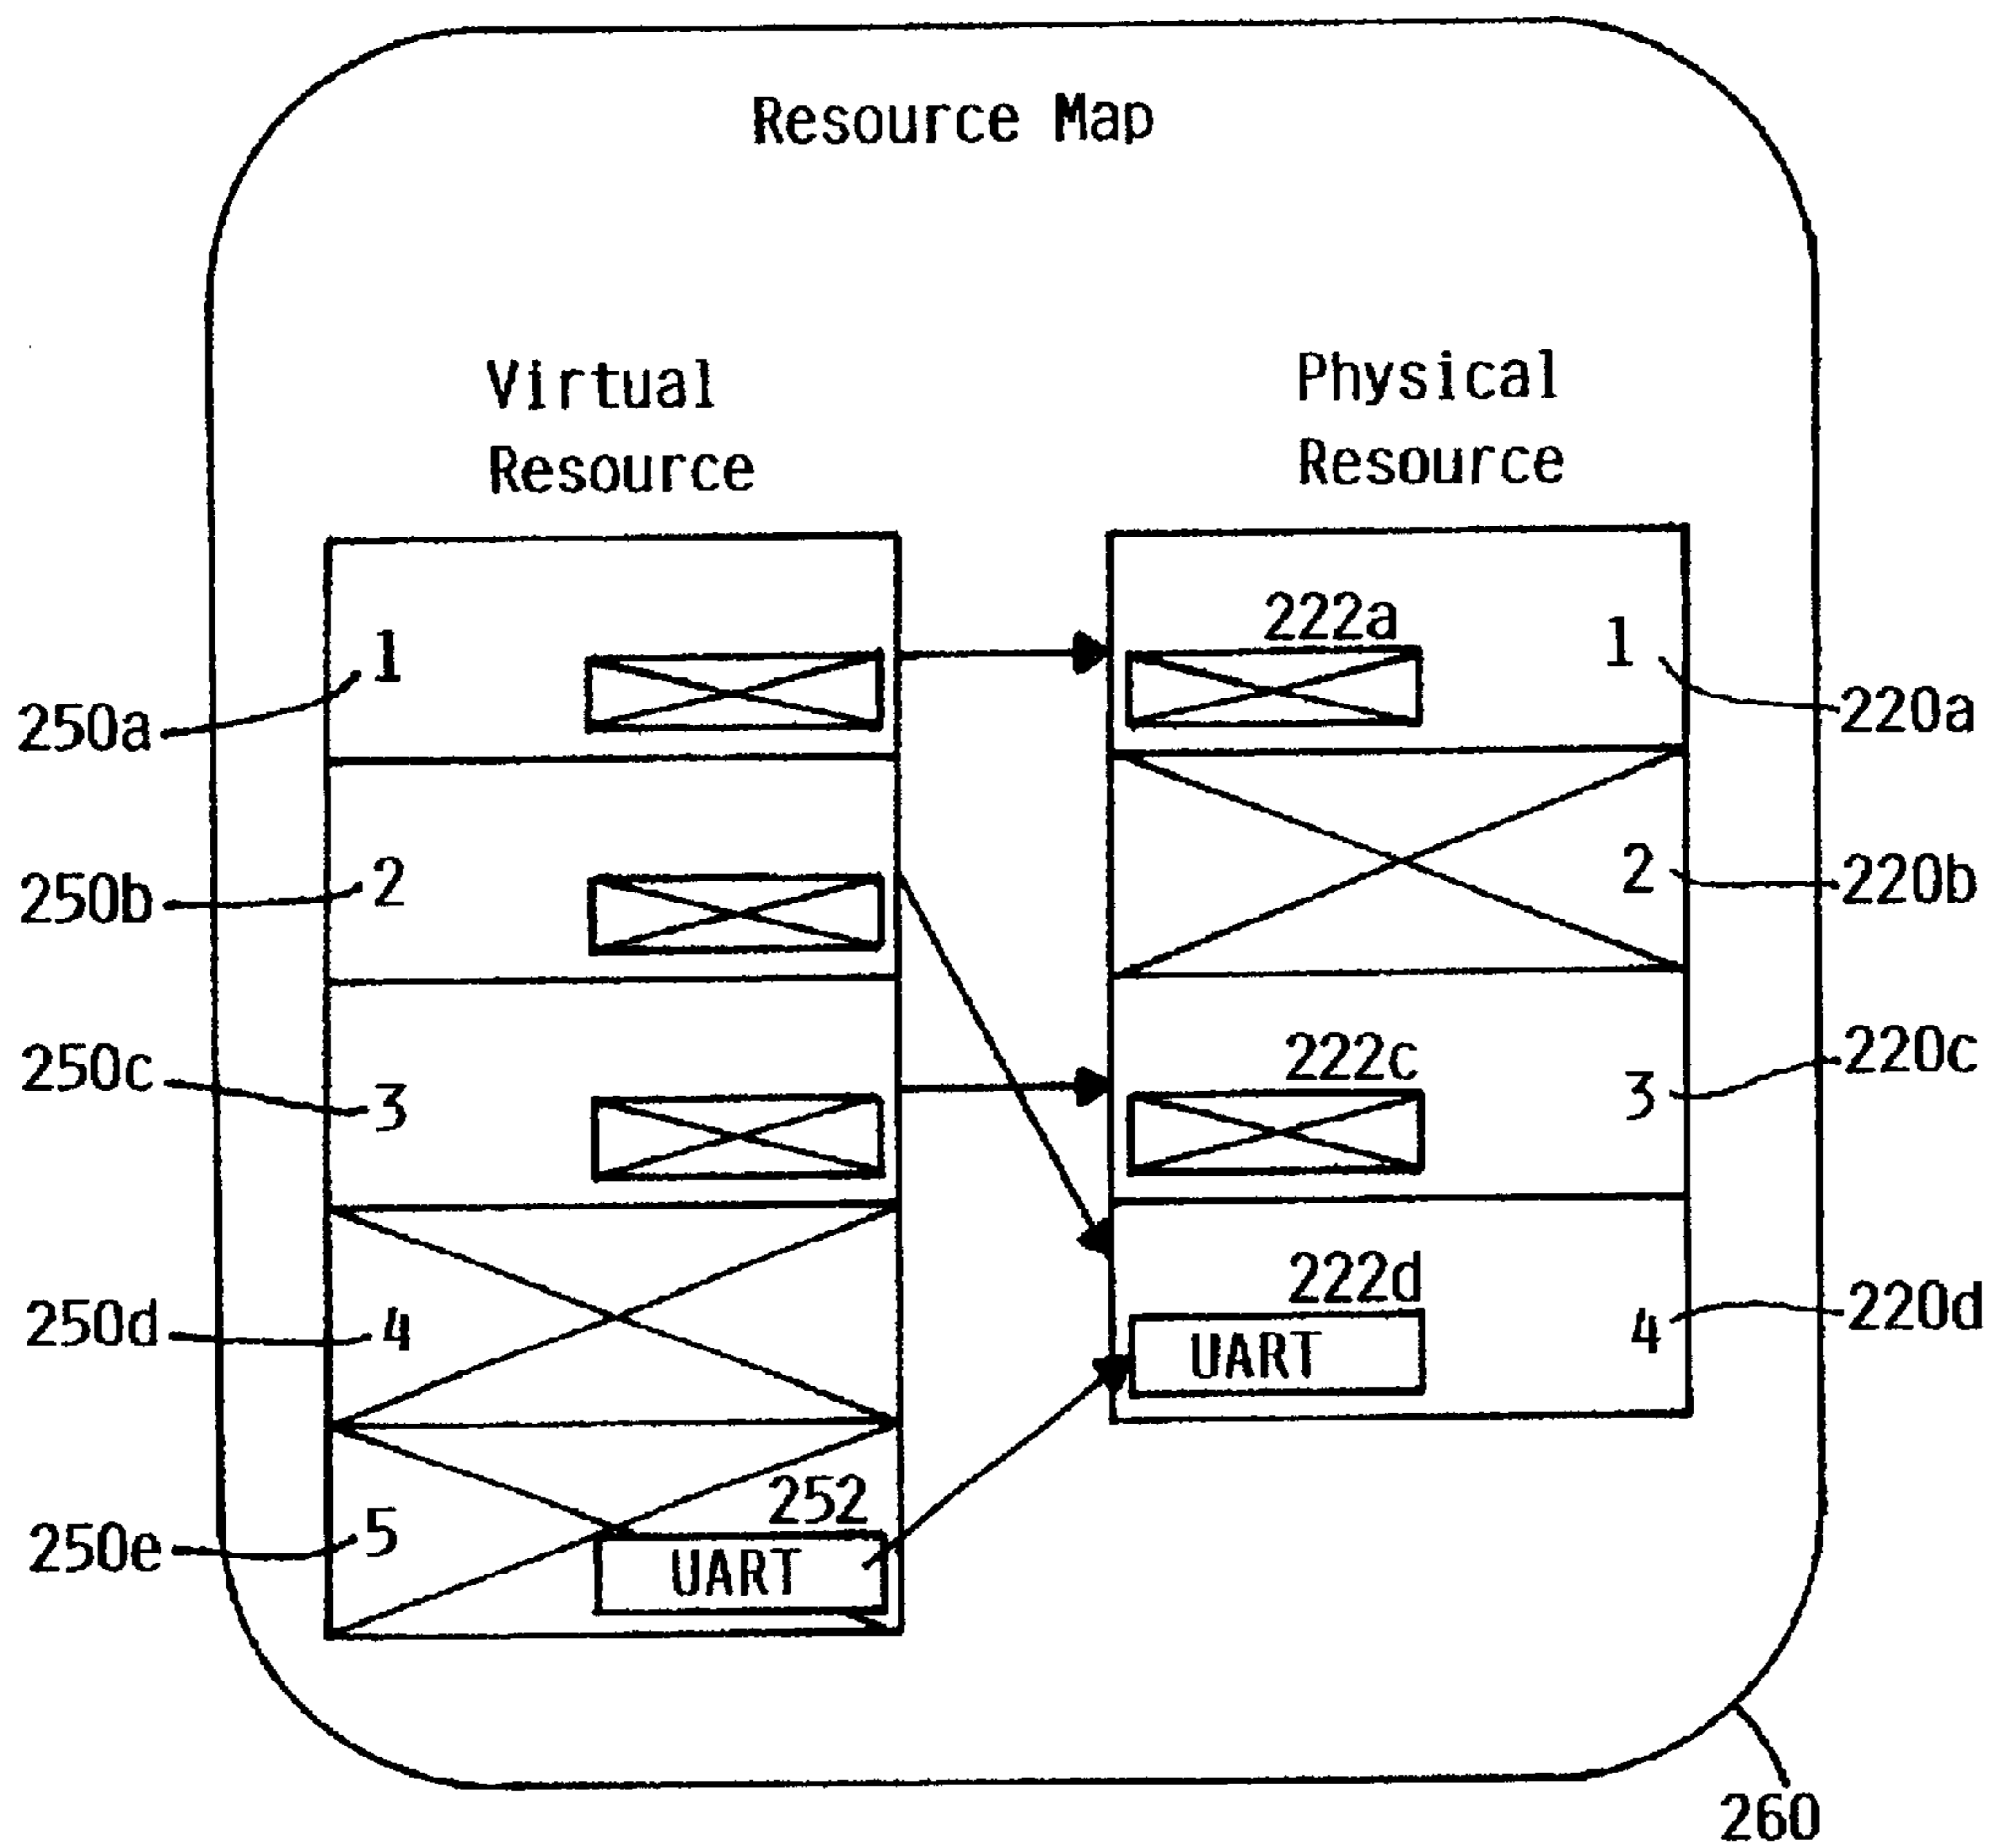 Resource Map
Virtual Resource
Physical Resource
222a
1
1
250a
220a
2
2
250b
220b
222c
250c
3
3
220c
222d
250d
4
UART
4
220d
252
250e
5
UART
260